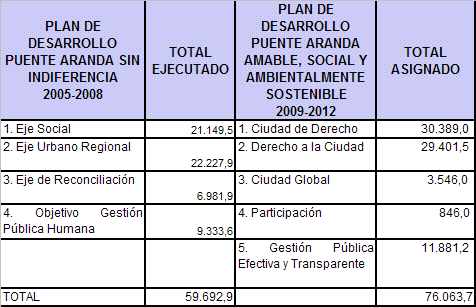 PLAN DE
DESARROLLO
PUENTE ARANDA SIN
INDIFERENCIA
2005-2008
TOTAL
EJECUTADO
PLAN DE
DESARROLLO
PUENTE ARANDA
AMABLE, SOCIAL Y
AMBIENTALMENTE
SOSTENIBLE
2009-2012
TOTAL
ASIGNADO
1. Eje Social
21.149,5
1. Ciudad de Derecho
30.389,0
2. Eje Urbano Regional
22.227,9
2. Derecho a la Ciudad
29.401,5
3. Eje de Reconciliación
6.981,9
3. Ciudad Global
3.546,0
4. Objetivo Gestión
Pública Humana
9.333,6
4. Participación
846,0
5. Gestión Pública
Efectiva y Transparente
11.881,2
TOTAL
59.692,9
76.063,7